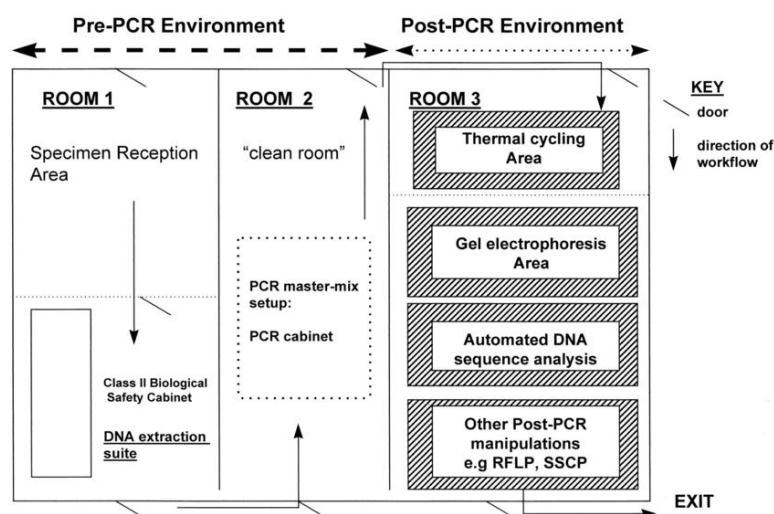 Pre-PCR Environment
Post-PCR Environment
ROOM 1
Specimen Reception
Area
Class II Biological
Safety Cabinet
DNA extraction
suite
ROOM 2
“clean room”
PCR master-mix
setup:
PCR cabinet
ROOM 3
Thermal cycling
Area
Gel electrophoresis
Area
Automated DNA
sequence analysis
Other Post-PCR
manipulations
e.g RFLP, SSCP
KEY
door
direction of
workflow
EXIT